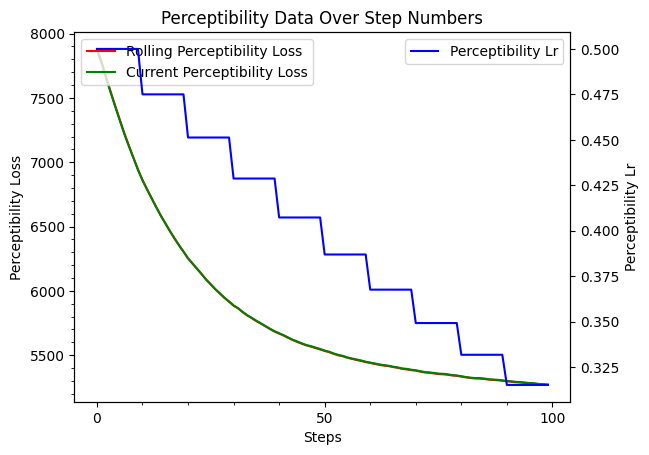 Perceptibility Data Over Step Numbers
Rolling Perceptibility Loss
Current Perceptibility Loss
Perceptibility Lr
8000
7500
7000
6500
6000
5500
Perceptibility Loss
0.500
0.475
0.450
0.425
0.400
0.375
0.350
0.325
Perceptibility Lr
0
50
100
Steps